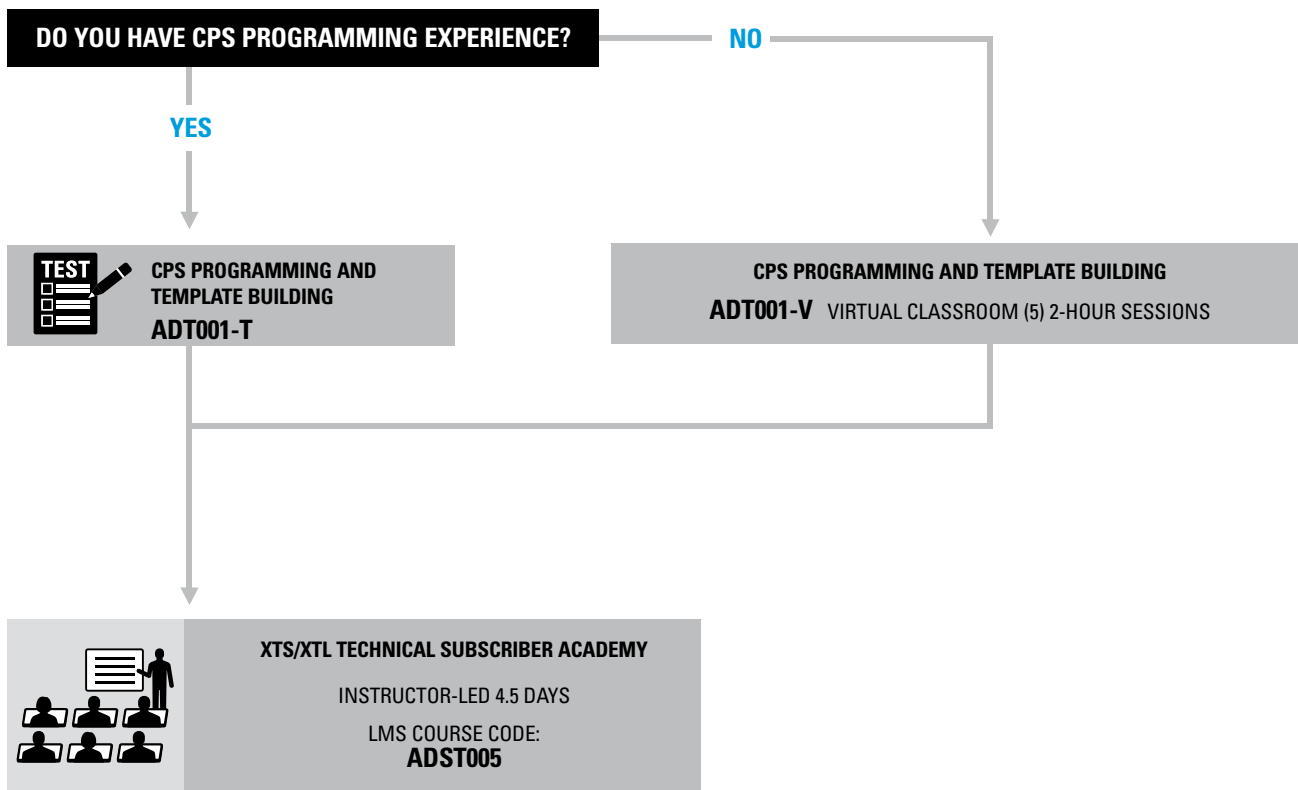 DO YOU HAVE CPS PROGRAMMING EXPERIENCE?
NO
YES
TEST
CPS PROGRAMMING AND
TEMPLATE BUILDING
ADT001-T
CPS PROGRAMMING AND TEMPLATE BUILDING
ADT001-V VIRTUAL CLASSROOM (5) 2-HOUR SESSIONS
XTS/XTL TECHNICAL SUBSCRIBER ACADEMY
INSTRUCTOR-LED 4.5 DAYS
LMS COURSE CODE:
ADST005